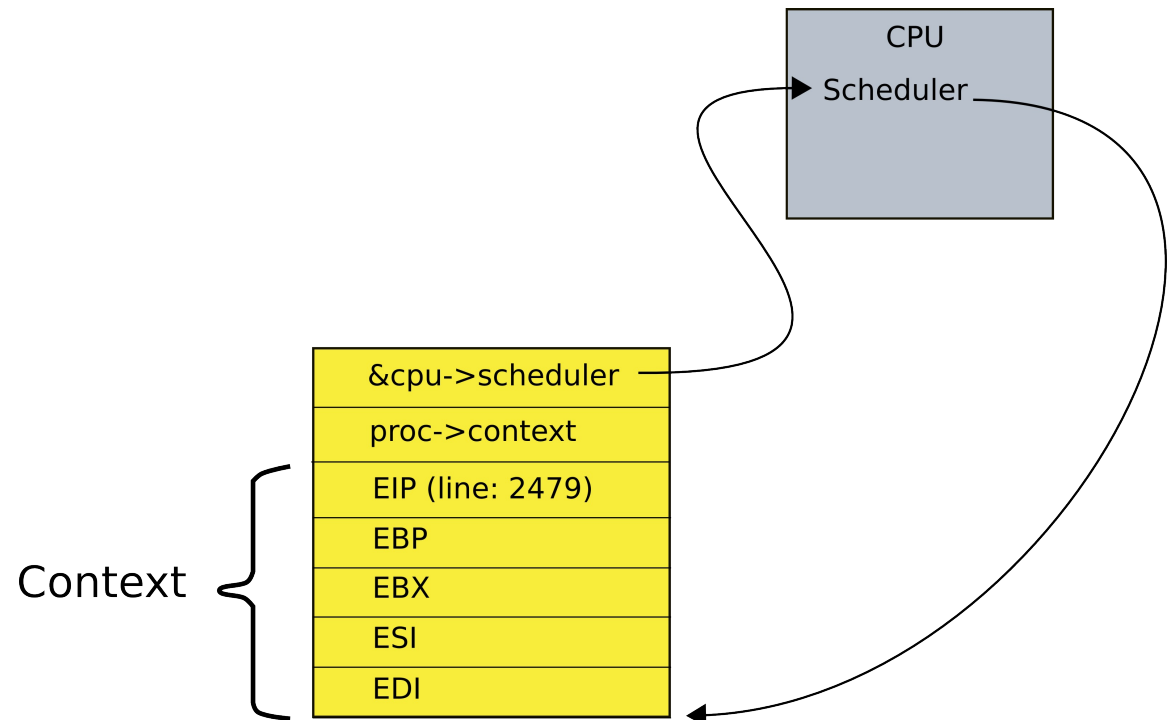 CPU
Scheduler
&cpu->scheduler
proc->context
EIP (line: 2479)
EBP
EBX
ESI
EDI
Context